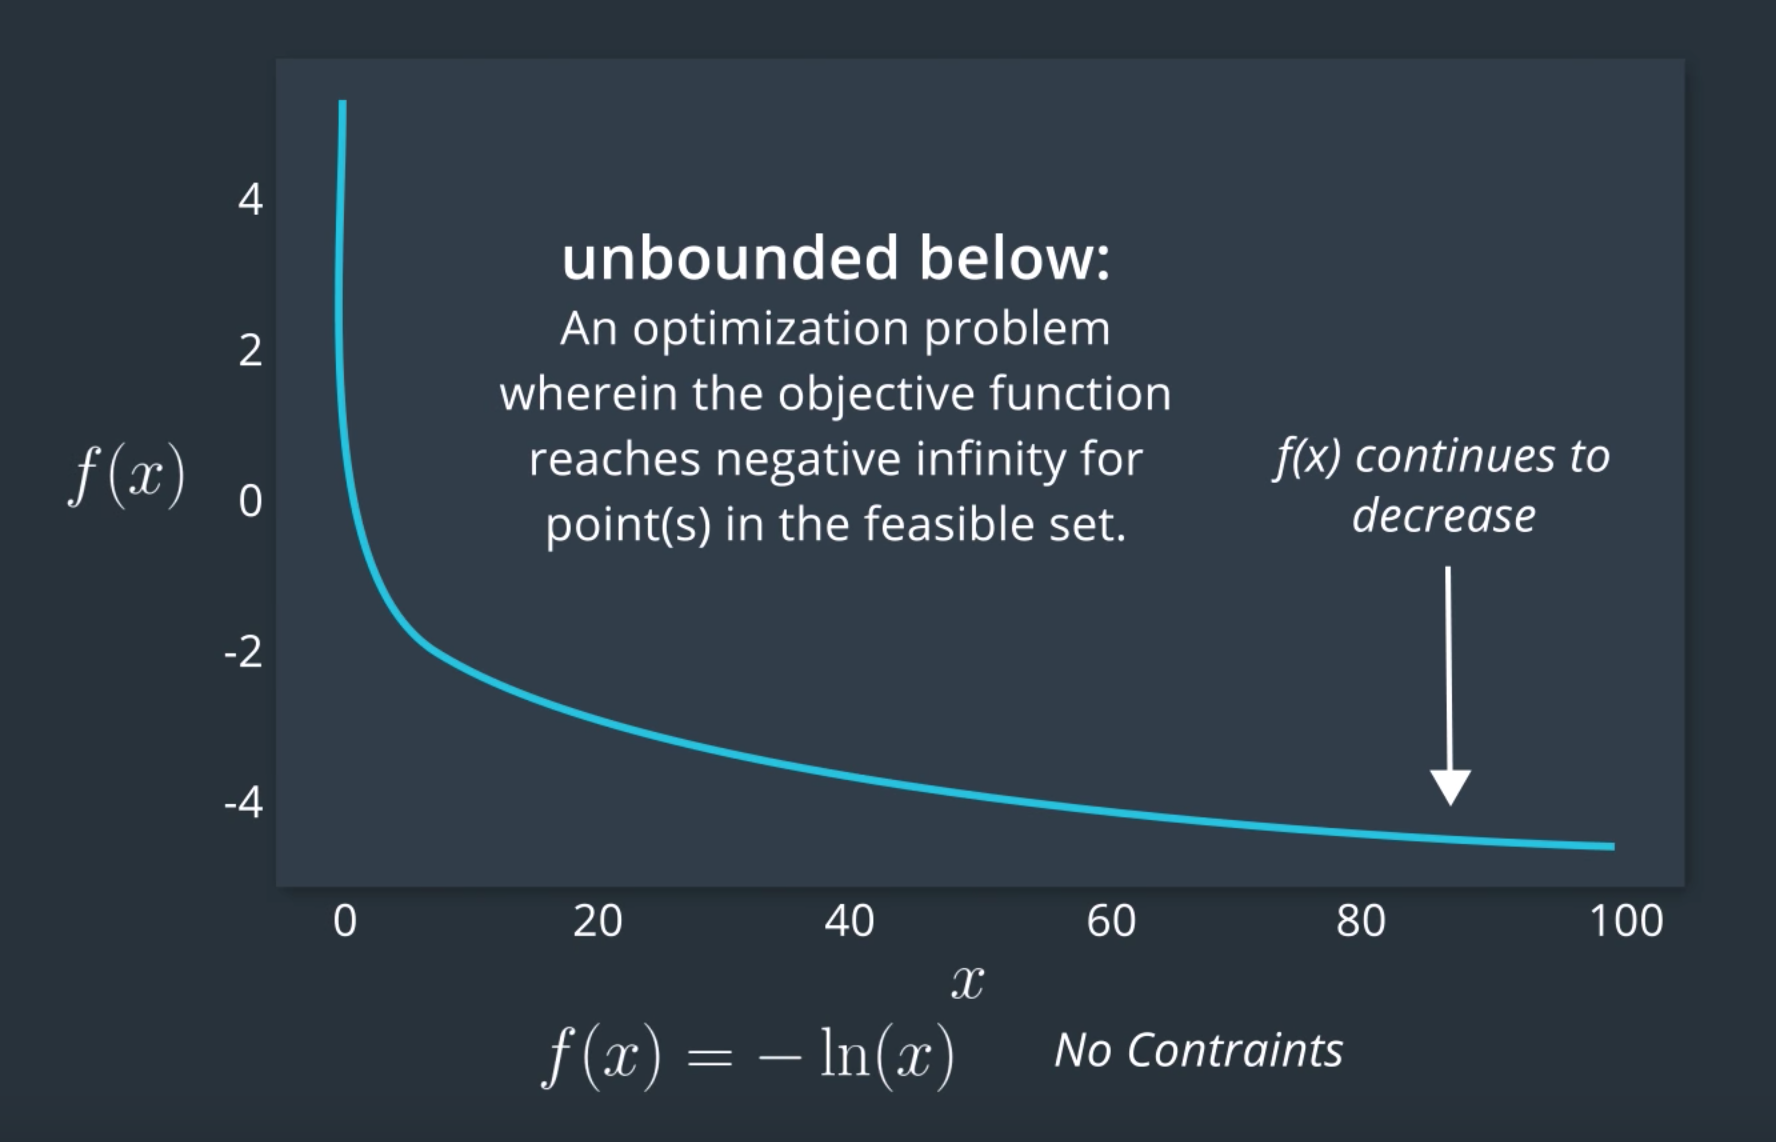 4
unbounded below:
An optimization problem
2
wherein the objective function
reaches negative infinity for
f(x) continues to
f(x)
0
point(s) in the feasible set.
decrease
-2
-4
0 20 40 60 80 100
x
f(x) = − ln(x) No Contraints